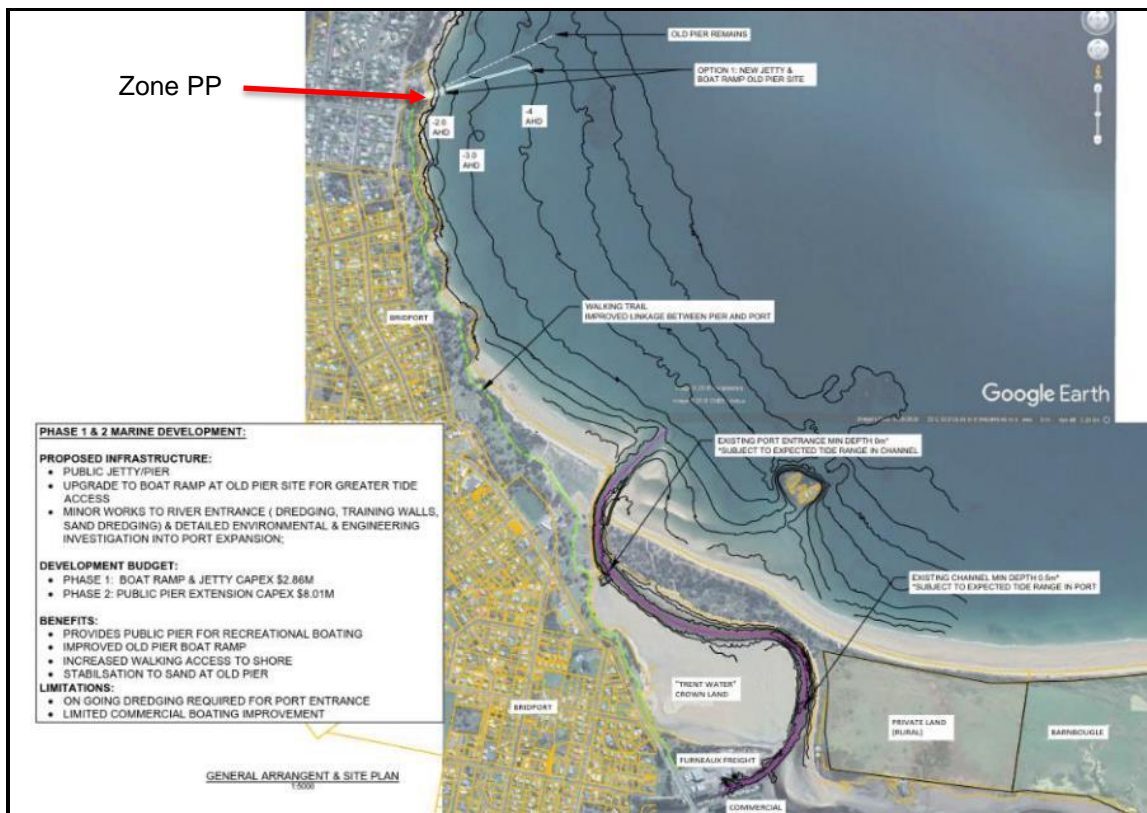 Zone PP
OLD PIER REMAINS
OPTION 1: NEW JETTY &
BOAT RAMP OLD PIER SITE
-4
AHD
-2.0
AHD
-3.0
AHD
WALKING TRAIL
IMPROVED LINKAGE BETWEEN PIER AND PORT
BRIDPORT
Google Earth
EXISTING PORT ENTRANCE MIN DEPTH 0m*
*SUBJECT TO EXPECTED TIDE RANGE IN CHANNEL
EXISTING CHANNEL MIN DEPTH 0.5m*
*SUBJECT TO EXPECTED TIDE RANGE IN PORT
PHASE 1 & 2 MARINE DEVELOPMENT:
PROPOSED INFRASTRUCTURE:
• PUBLIC JETTY/PIER
• UPGRADE TO BOAT RAMP AT OLD PIER SITE FOR GREATER TIDE
ACCESS
• MINOR WORKS TO RIVER ENTRANCE ( DREDGING, TRAINING WALLS,
SAND DREDGING) & DETAILED ENVIRONMENTAL & ENGINEERING
INVESTIGATION INTO PORT EXPANSION;
DEVELOPMENT BUDGET:
• PHASE 1: BOAT RAMP & JETTY CAPEX $2.86M
• PHASE 2: PUBLIC PIER EXTENSION CAPEX $8.01M
BENEFITS:
• PROVIDES PUBLIC PIER FOR RECREATIONAL BOATING
• IMPROVED OLD PIER BOAT RAMP
• INCREASED WALKING ACCESS TO SHORE
• STABILSATION TO SAND AT OLD PIER
LIMITATIONS:
• ON GOING DREDGING REQUIRED FOR PORT ENTRANCE
• LIMITED COMMERCIAL BOATING IMPROVEMENT
"TRENT WATER"
CROWN LAND
BRIDPORT
PRIVATE LAND
(RURAL)
BARNBOUGLE
FURNEAUX FREIGHT
COMMERCIAL
GENERAL ARRANGENT & SITE PLAN
1:5000